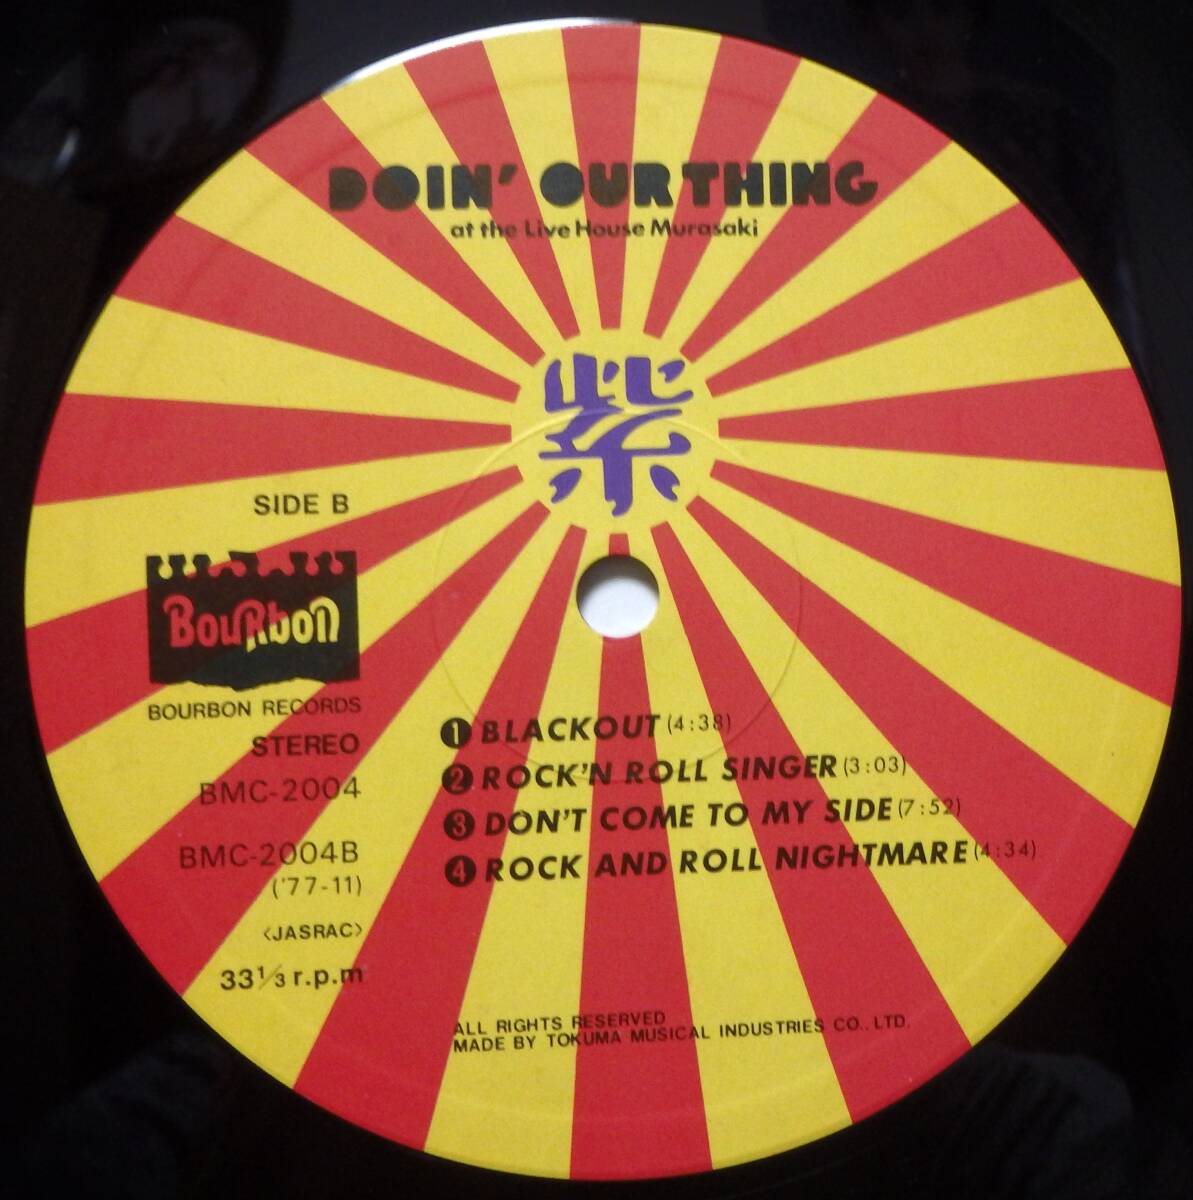 DOIN' OUR THING
at the Live House Murasaki
紫
SIDE B
BouRbon
BOURBON RECORDS
STEREO
BMC-2004
BMC-2004B
('77-11)
<JASRAC>
33 1/3 r.p.m
❶ BLACKOUT (4:38)
❷ ROCK'N ROLL SINGER (3:03)
❸ DON'T COME TO MY SIDE (7:52)
❹ ROCK AND ROLL NIGHTMARE (4:34)
ALL RIGHTS RESERVED
MADE BY TOKUMA MUSICAL INDUSTRIES CO., LTD.